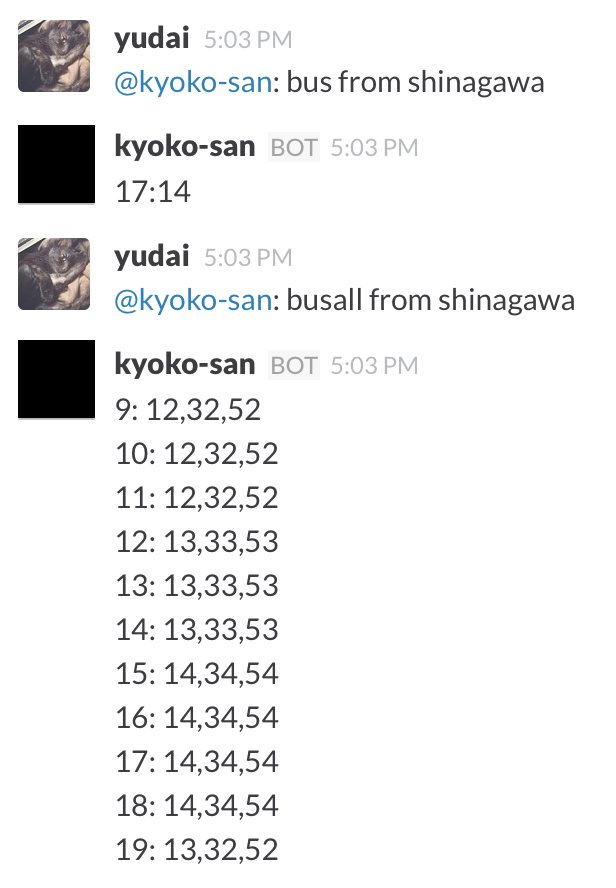 yudai 5:03 PM
@kyoko-san: bus from shinagawa
kyoko-san BOT 5:03 PM
17:14
yudai 5:03 PM
@kyoko-san: busall from shinagawa
kyoko-san BOT 5:03 PM
9: 12,32,52
10: 12,32,52
11: 12,32,52
12: 13,33,53
13: 13,33,53
14: 13,33,53
15: 14,34,54
16: 14,34,54
17: 14,34,54
18: 14,34,54
19: 13,32,52